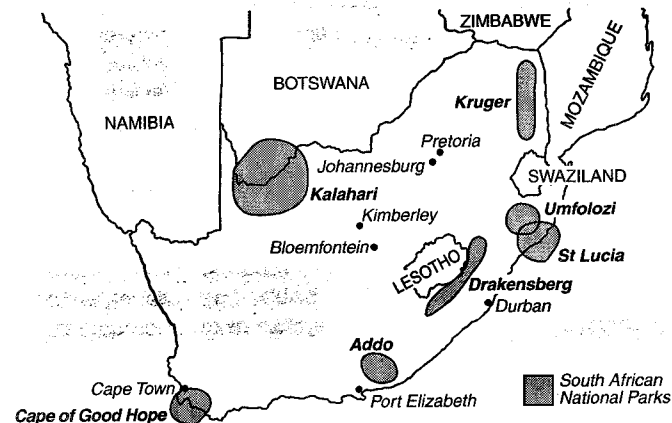 ZIMBABWE
MOZAMBIQUE
BOTSWANA
Kruger
NAMIBIA
Pretoria
Johannesburg
SWAZILAND
Kalahari
Umfolozi
Kimberley
Bloemfontein
St Lucia
LESOTHO
Drakensberg
Durban
Addo
Cape Town
Port Elizabeth
South African
National Parks
Cape of Good Hope